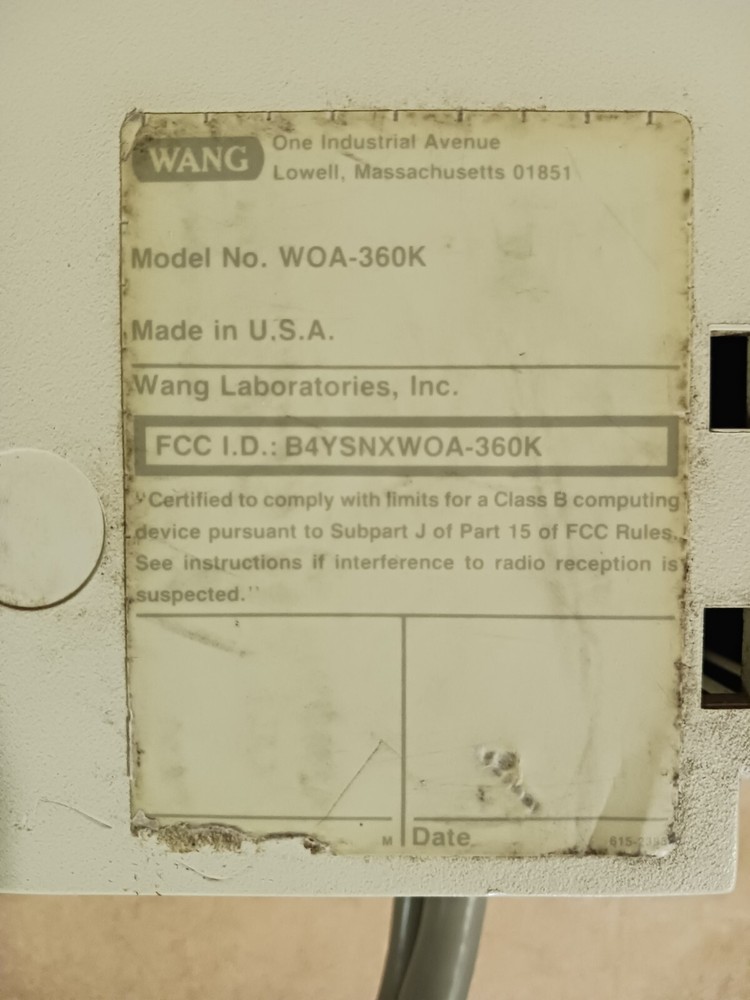 WANG
One Industrial Avenue
Lowell, Massachusetts 01851
Model No. WOA-360K
Made in U.S.A.
Wang Laboratories, Inc.
FCC I.D.: B4YSNXWOA-360K
"Certified to comply with limits for a Class B computing
device pursuant to Subpart J of Part 15 of FCC Rules.
See instructions if interference to radio reception is
suspected."
M
Date